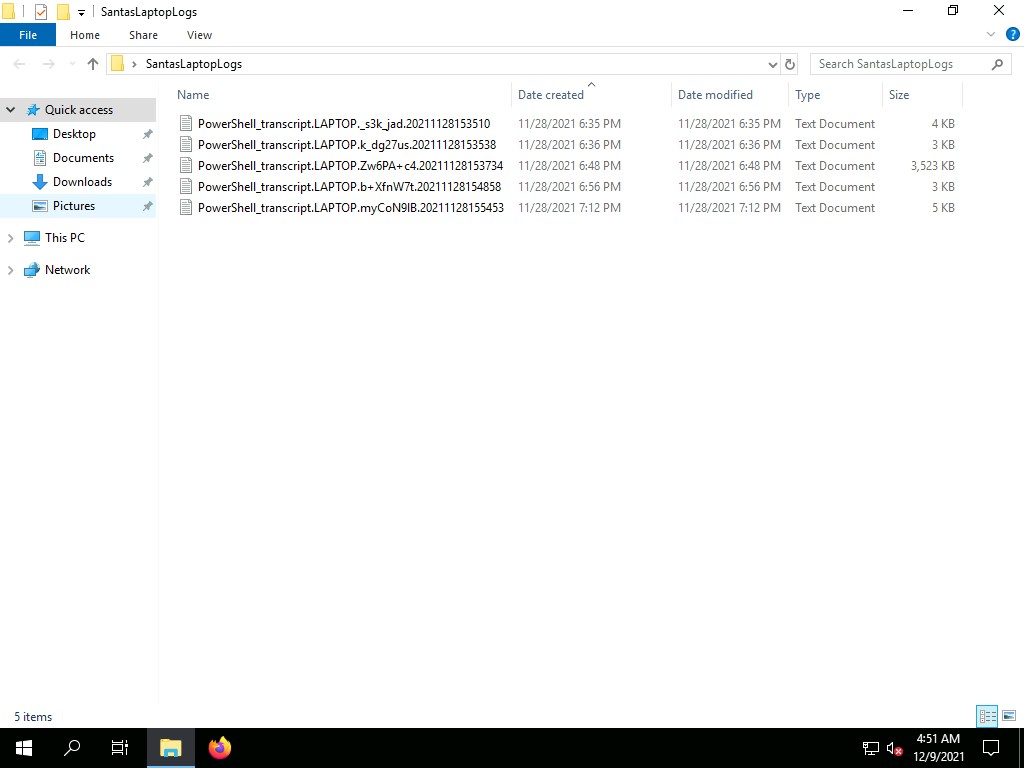 SantasLaptopLogs
File Home Share View
SantasLaptopLogs Search SantasLaptopLogs
Name Date created Date modified Type Size
Quick access
Desktop
Documents
Downloads
Pictures
This PC
Network
PowerShell_transcript.LAPTOP._s3k_jad.20211128153510 11/28/2021 6:35 PM 11/28/2021 6:35 PM Text Document 4 KB
PowerShell_transcript.LAPTOP.k_dg27us.20211128153538 11/28/2021 6:36 PM 11/28/2021 6:36 PM Text Document 3 KB
PowerShell_transcript.LAPTOP.Zw6PA+c4.20211128153734 11/28/2021 6:48 PM 11/28/2021 6:48 PM Text Document 3,523 KB
PowerShell_transcript.LAPTOP.b+XfnW7t.20211128154858 11/28/2021 6:56 PM 11/28/2021 6:56 PM Text Document 3 KB
PowerShell_transcript.LAPTOP.myCoN9IB.20211128155453 11/28/2021 7:12 PM 11/28/2021 7:12 PM Text Document 5 KB
5 items
4:51 AM
12/9/2021